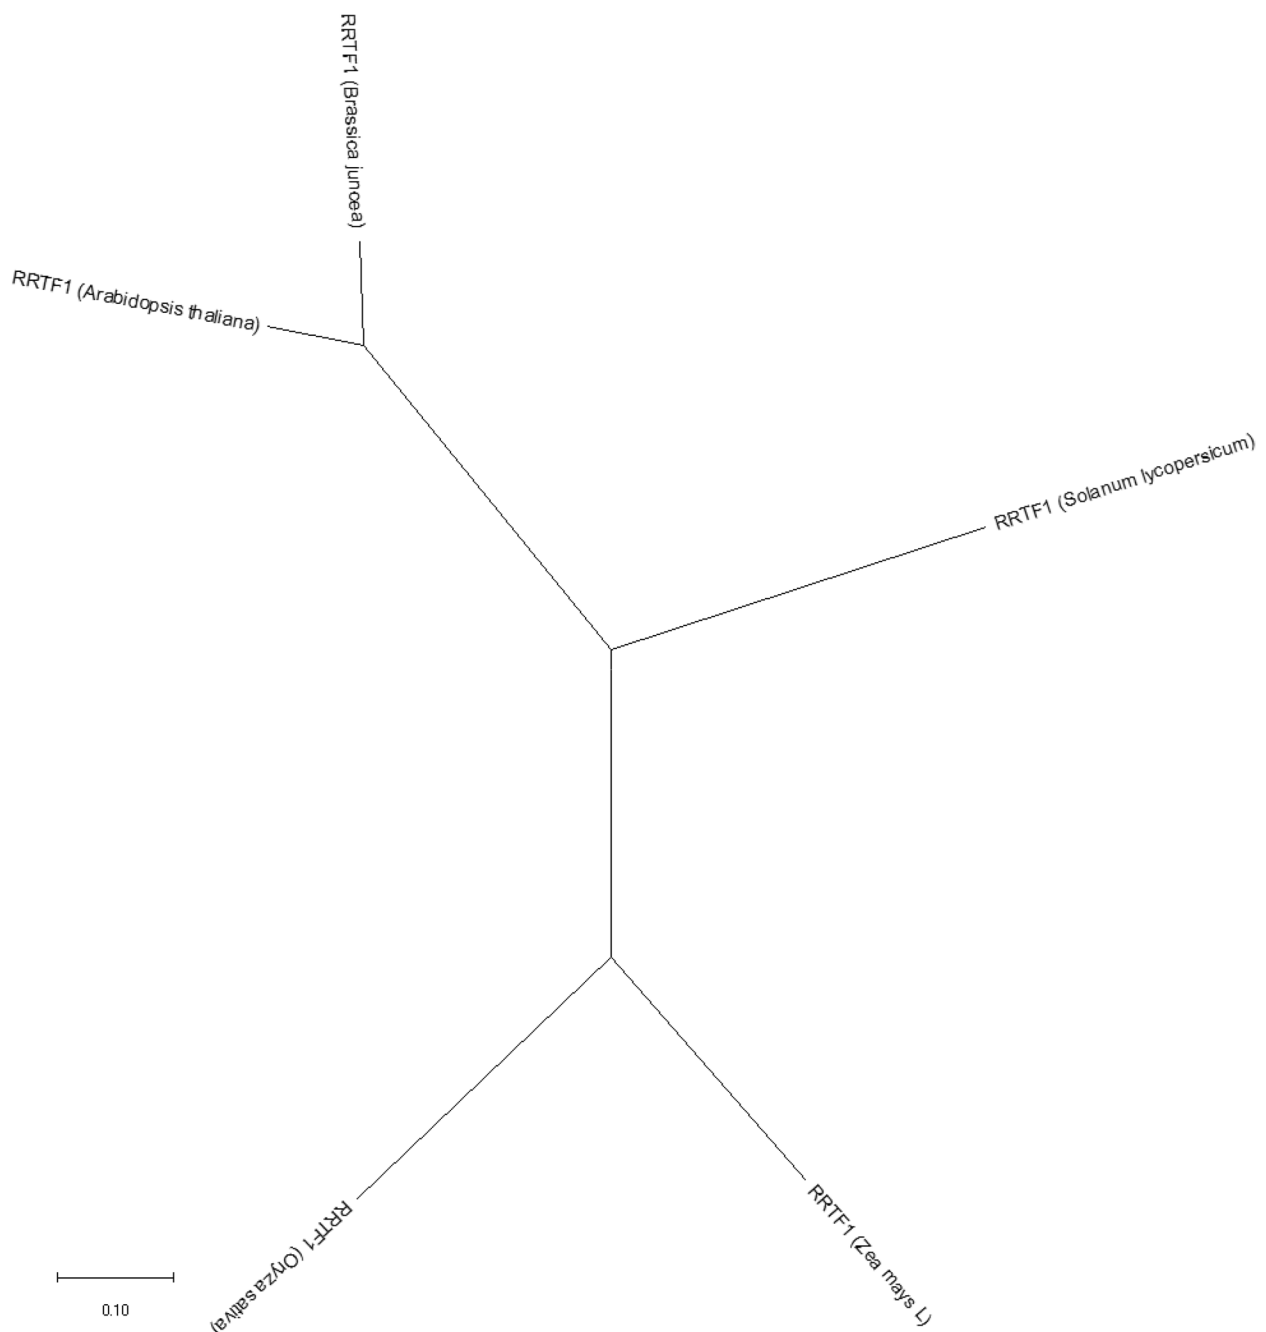 RRTF1 (Brassica juncea)
RRTF1 (Arabidopsis thaliana)
RRTF1 (Solanum lycopersicum)
RRTF1 (Oryza sativa)
RRTF1 (Zea mays L)
0.10